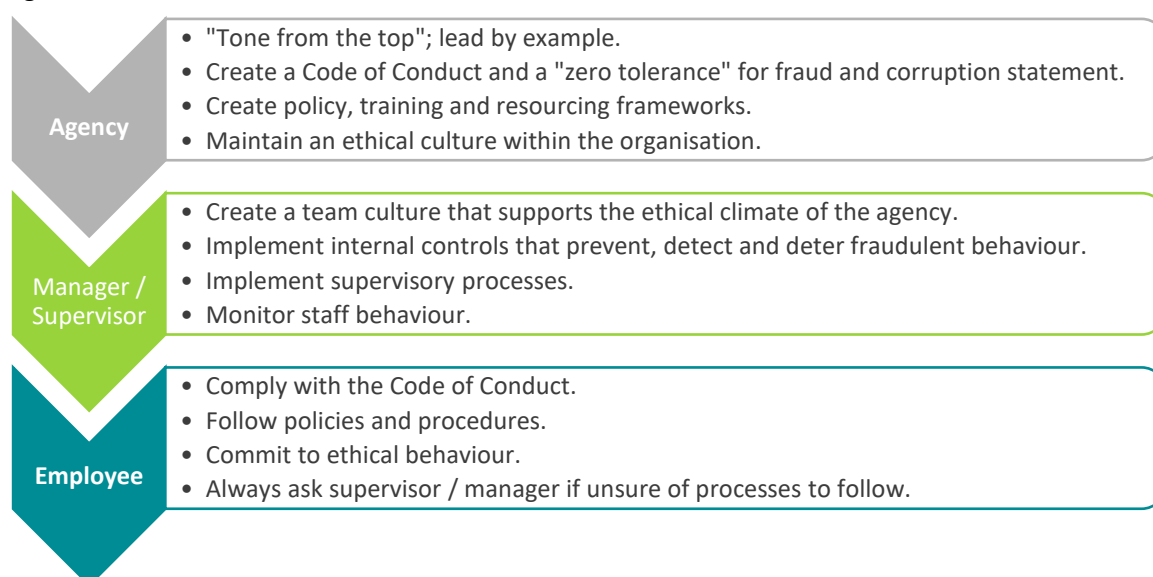 Agency
• "Tone from the top"; lead by example.
• Create a Code of Conduct and a "zero tolerance" for fraud and corruption statement.
• Create policy, training and resourcing frameworks.
• Maintain an ethical culture within the organisation.
Manager /
Supervisor
• Create a team culture that supports the ethical climate of the agency.
• Implement internal controls that prevent, detect and deter fraudulent behaviour.
• Implement supervisory processes.
• Monitor staff behaviour.
Employee
• Comply with the Code of Conduct.
• Follow policies and procedures.
• Commit to ethical behaviour.
• Always ask supervisor / manager if unsure of processes to follow.